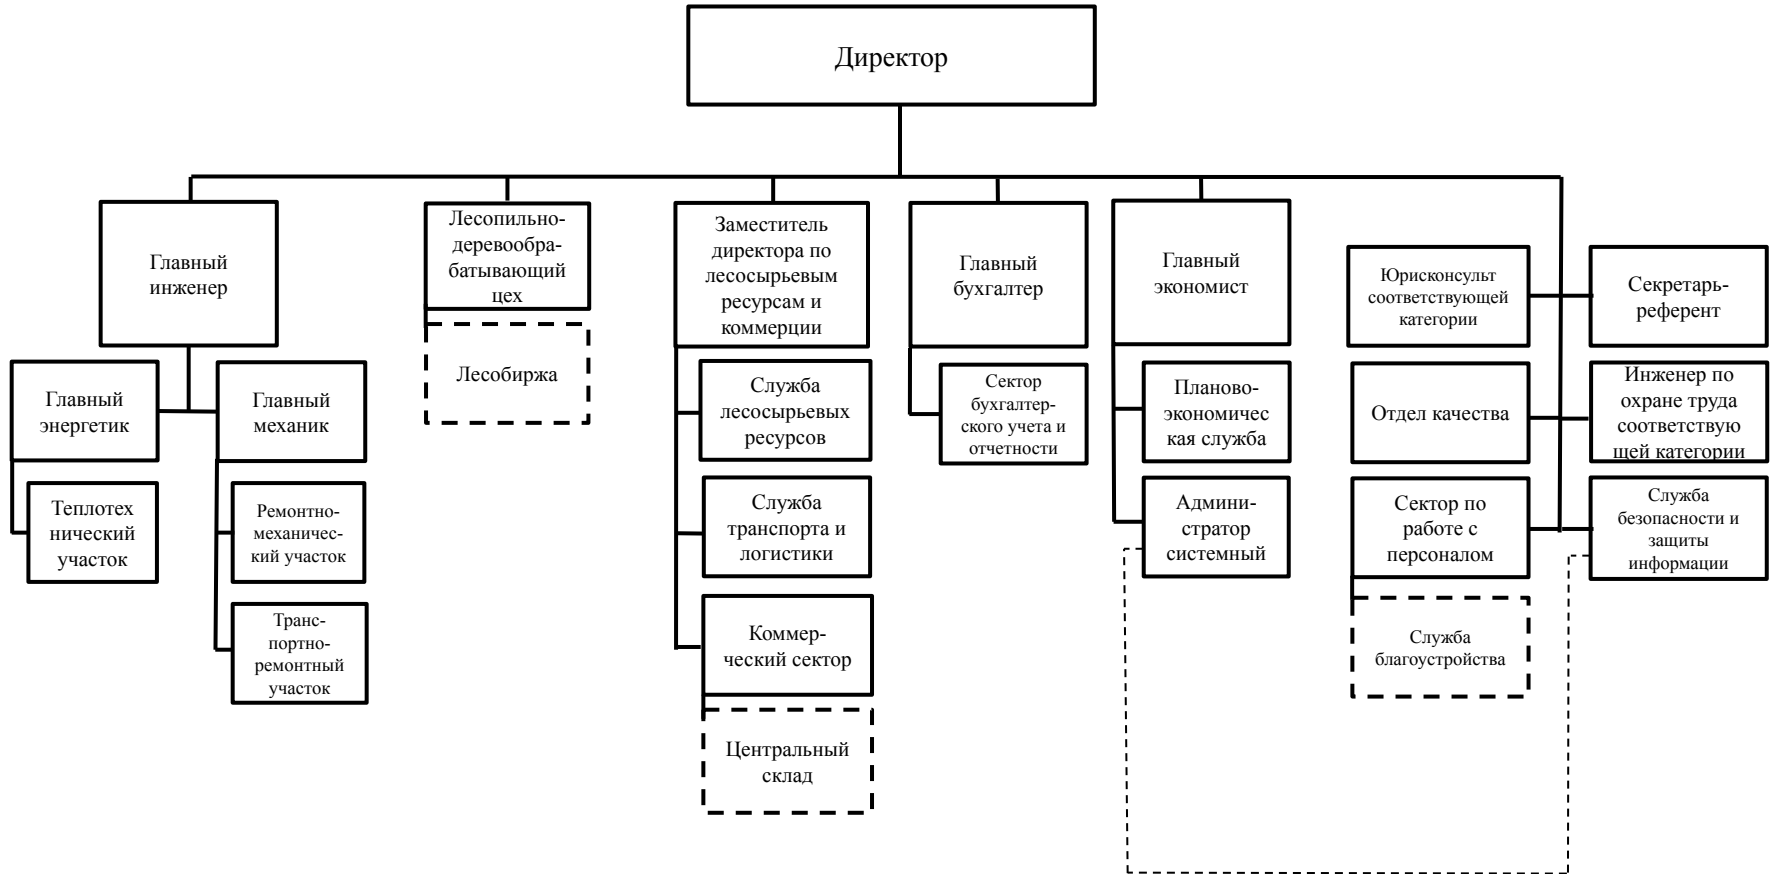 Директор
Главный
инженер
Лесопильно-
деревообра-
батывающий
цех
Заместитель
директора по
лесосырьевым
ресурсам и
коммерции
Главный
бухгалтер
Главный
экономист
Юрисконсульт
соответствующей
категории
Секретарь-
референт
Главный
энергетик
Главный
механик
Лесобиржа
Служба
лесосырьевых
ресурсов
Сектор
бухгалтер-
ского учета и
отчетности
Планово-
экономичес
кая служба
Отдел качества
Инженер по
охране труда
соответствую
щей категории
Теплотех
нический
участок
Ремонтно-
механичес-
кий участок
Служба
транспорта и
логистики
Админи-
стратор
системный
Сектор по
работе с
персоналом
Служба
безопасности и
защиты
информации
Транс-
портно-
ремонтный
участок
Коммер-
ческий сектор
Служба
благоустройства
Центральный
склад